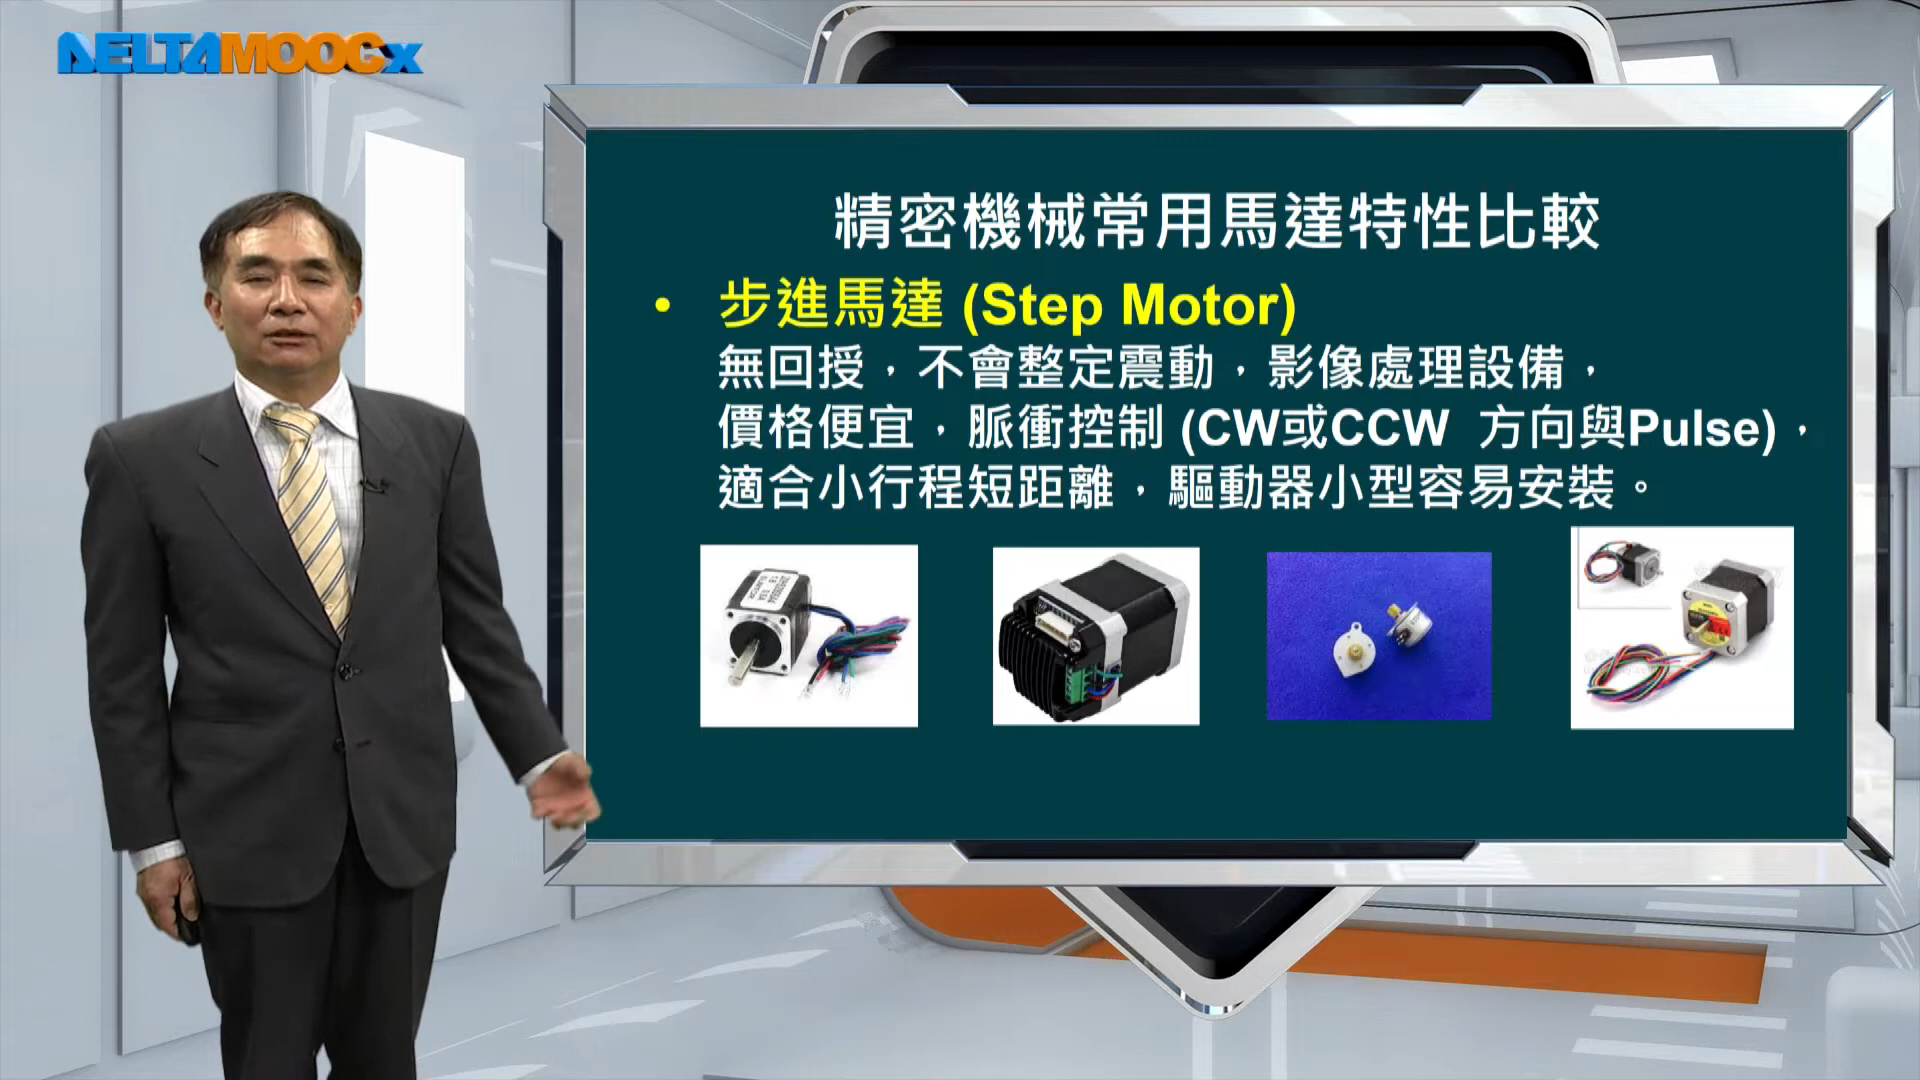 DELTAMOOCx
精密機械常用馬達特性比較
• 步進馬達 (Step Motor)
無回授，不會整定震動，影像處理設備，
價格便宜，脈衝控制 (CW或CCW 方向與Pulse)，
適合小行程短距離，驅動器小型容易安裝。